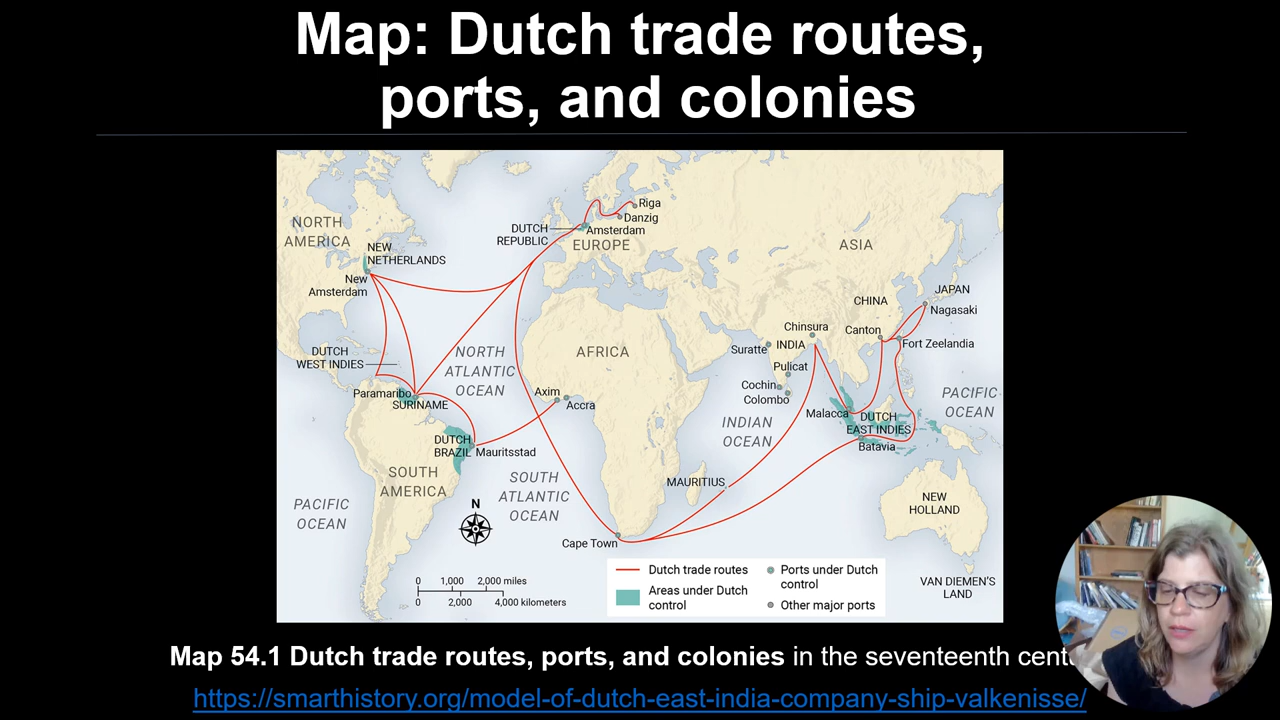 Map: Dutch trade routes,
ports, and colonies
Riga
Danzig
DUTCH
REPUBLIC
Amsterdam
EUROPE
NORTH
AMERICA
NEW
NETHERLANDS
New
Amsterdam
ASIA
CHINA
JAPAN
Nagasaki
Canton
Fort Zeelandia
Chinsura
Suratte
INDIA
Pulicat
Cochin
Colombo
DUTCH
WEST INDIES
NORTH
ATLANTIC
OCEAN
AFRICA
Paramaribo
SURINAME
Axim
Accra
PACIFIC
OCEAN
Malacca
DUTCH
EAST INDIES
Batavia
INDIAN
OCEAN
DUTCH
BRAZIL
Mauritsstad
SOUTH
AMERICA
SOUTH
ATLANTIC
OCEAN
MAURITIUS
PACIFIC
OCEAN
N
NEW
HOLLAND
Cape Town
VAN DIEMEN'S
LAND
0 1,000 2,000 miles
0 2,000 4,000 kilometers
Dutch trade routes
Areas under Dutch
control
Ports under Dutch
control
Other major ports
Map 54.1 Dutch trade routes, ports, and colonies in the seventeenth
https://smarthistory.org/model-of-dutch-east-india-company-ship-valkenisse/